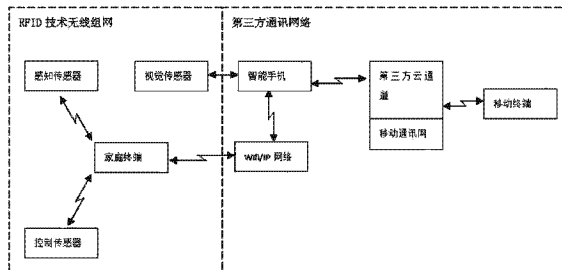 RFID 技术无线组网
第三方通讯网络
感知传感器
视觉传感器
智能手机
第三方云通
道
移动通讯网
移动终端
家庭终端
Wifi/IP 网络
控制传感器